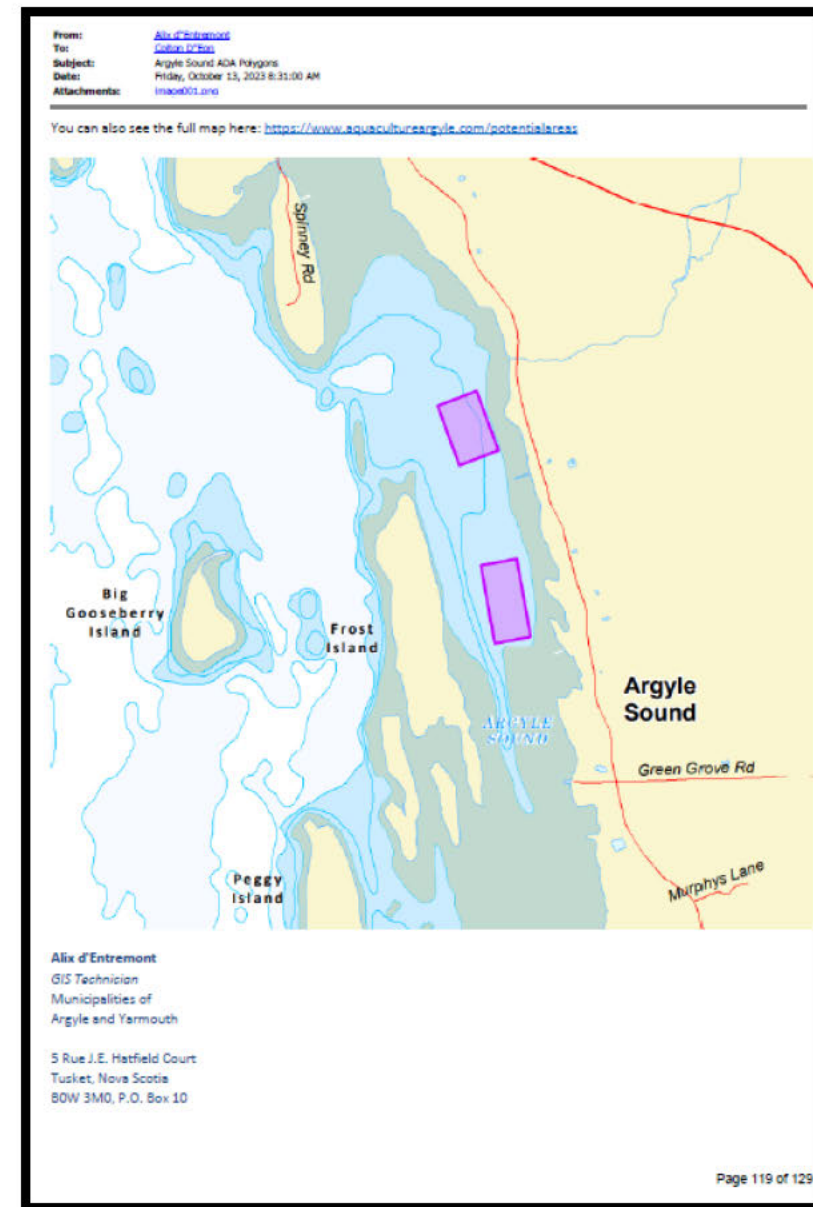 From: Alix d'Entremont
To: Colton D'Eon
Subject: Argyle Sound ADA Polygons
Date: Friday, October 13, 2023 8:31:00 AM
Attachments: image001.png
You can also see the full map here: https://www.aquacultureargyle.com/potentialareas
Spinney Rd
Big
Gooseberry
Island
Frost
Island
Argyle
Sound
ARGYLE
SOUND
Green Grove Rd
Peggy
Island
Murphys Lane
Alix d'Entremont
GIS Technician
Municipalities of
Argyle and Yarmouth
5 Rue J.E. Hatfield Court
Tusket, Nova Scotia
B0W 3M0, P.O. Box 10
Page 119 of 129